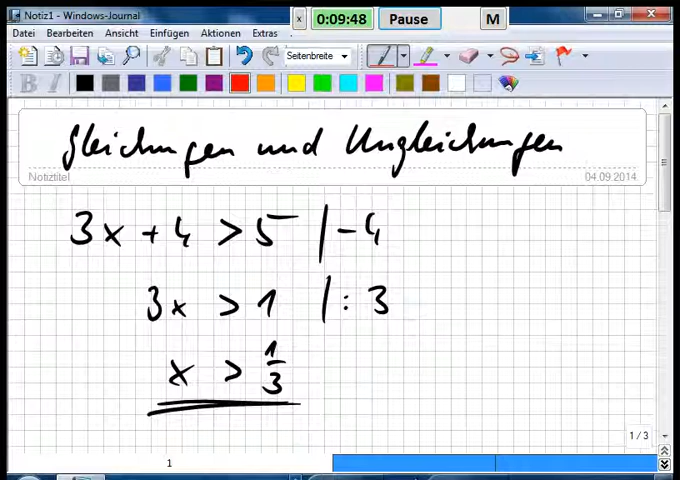 Notiz1 - Windows-Journal
x 0:09:48 Pause M
Datei Bearbeiten Ansicht Einfügen Aktionen Extras
Seitenbreite
B I
Gleichungen und Ungleichungen
Notiztitel 04.09.2014
3x + 4 > 5 | - 4
3x > 1 | : 3
x > 1/3
1 / 3
1